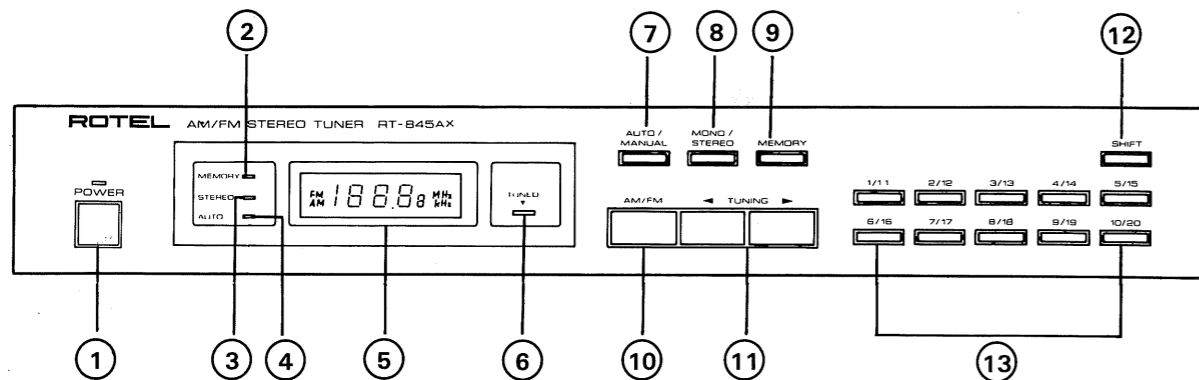 2
7
8
9
12
ROTEL AM/FM STEREO TUNER RT-845AX
AUTO / MANUAL
MONO / STEREO
MEMORY
SHIFT
POWER
MEMORY
STEREO
AUTO
FM
AM
188.88
MHz
kHz
TUNED
▼
AM/FM
◄ TUNING ►
1/11 2/12 3/13 4/14 5/15
6/16 7/17 8/18 9/19 10/20
1
3
4
5
6
10
11
13